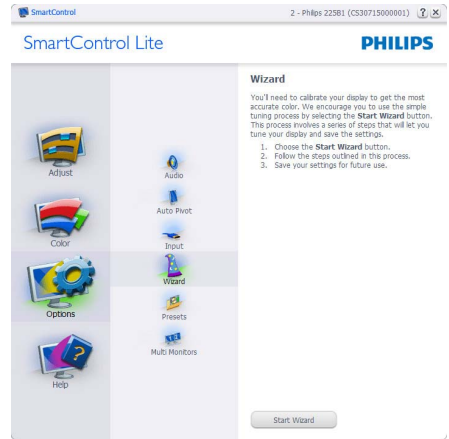 SmartControl
2 - Philips 225B1 (CS30715000001)
? X
SmartControl Lite
PHILIPS
Adjust
Color
Options
Help
Audio
Auto Pivot
Input
Wizard
Presets
Multi Monitors
Wizard
You'll need to calibrate your display to get the most
accurate color. We encourage you to use the simple
tuning process by selecting the Start Wizard button.
This process involves a series of steps that will let you
tune your display and save the settings.
1. Choose the Start Wizard button.
2. Follow the steps outlined in this process.
3. Save your settings for future use.
Start Wizard